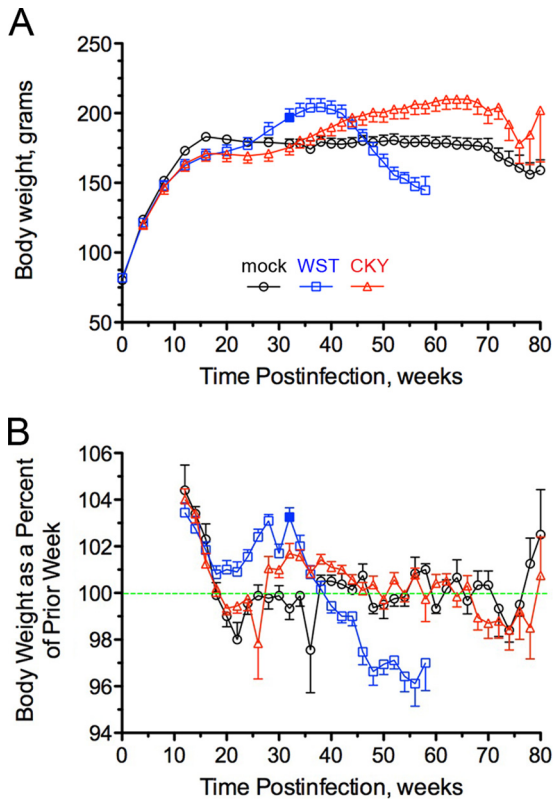 A
Body weight, grams
250
200
150
100
50
mock WST CKY
0 10 20 30 40 50 60 70 80
Time Postinfection, weeks
B
Body Weight as a Percent
of Prior Week
106
104
102
100
98
96
94
0 10 20 30 40 50 60 70 80
Time Postinfection, weeks